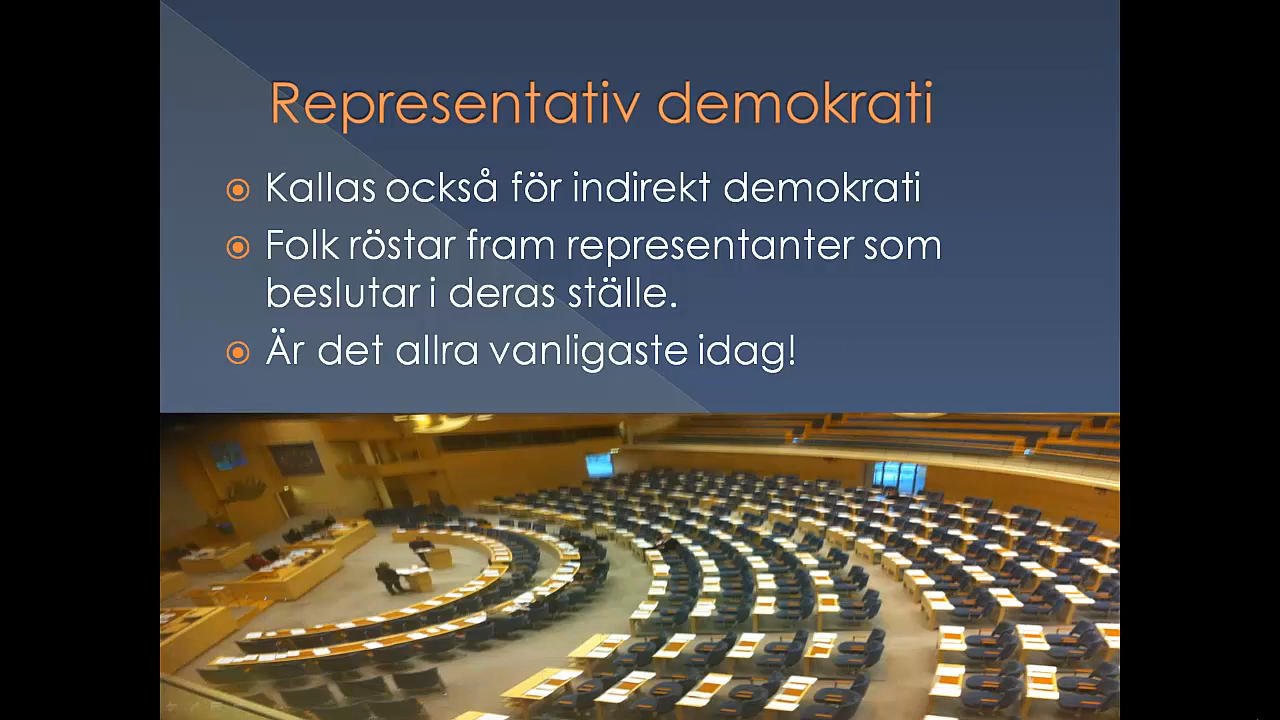 Representativ demokrati
Kallas också för indirekt demokrati
Folk röstar fram representanter som
beslutar i deras ställe.
Är det allra vanligaste idag!